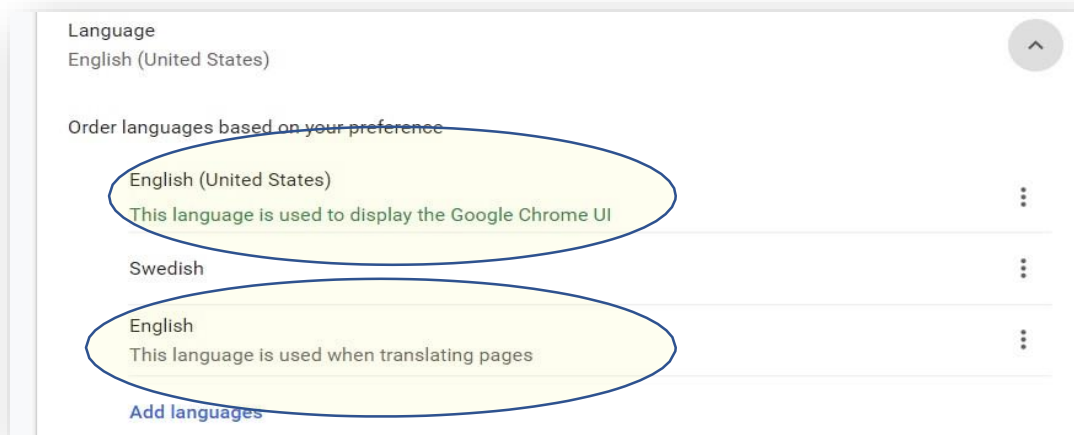 Language
English (United States)
Order languages based on your preference
English (United States)
This language is used to display the Google Chrome UI
Swedish
English
This language is used when translating pages
Add languages